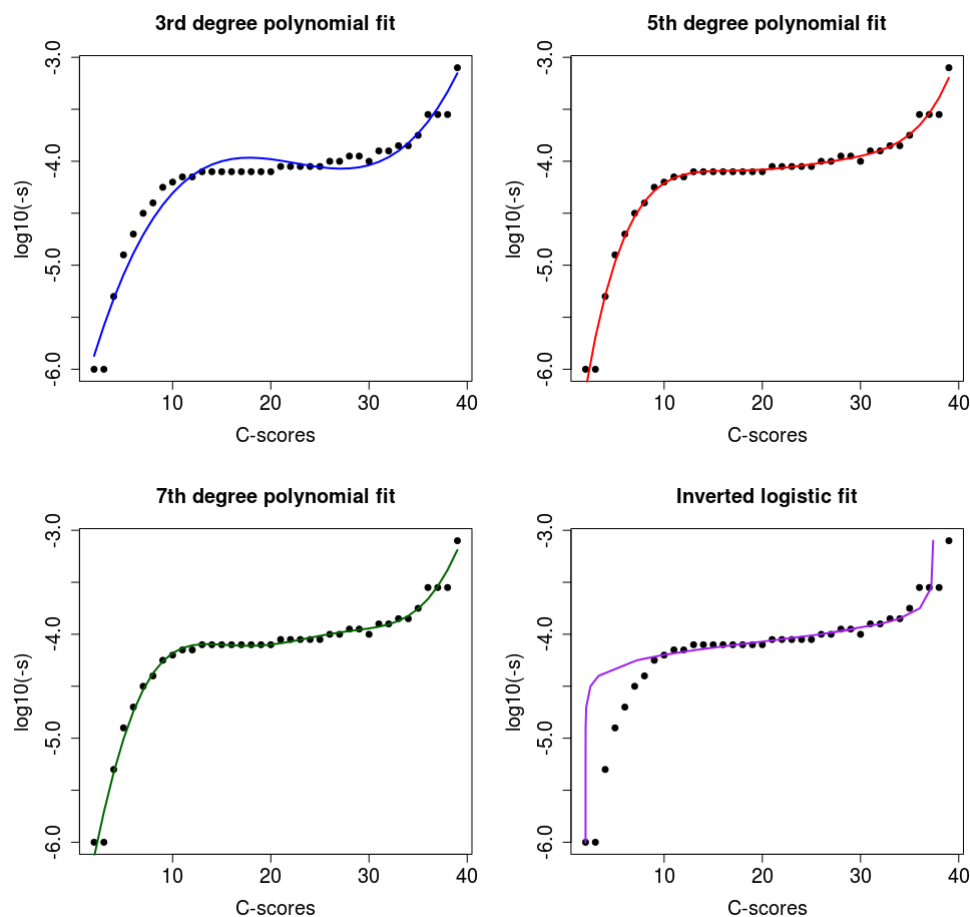 3rd degree polynomial fit
log10(-s)
-3.0
-4.0
-5.0
-6.0
10 20 30 40
C-scores
5th degree polynomial fit
log10(-s)
-3.0
-4.0
-5.0
-6.0
10 20 30 40
C-scores
7th degree polynomial fit
log10(-s)
-3.0
-4.0
-5.0
-6.0
10 20 30 40
C-scores
Inverted logistic fit
log10(-s)
-3.0
-4.0
-5.0
-6.0
10 20 30 40
C-scores